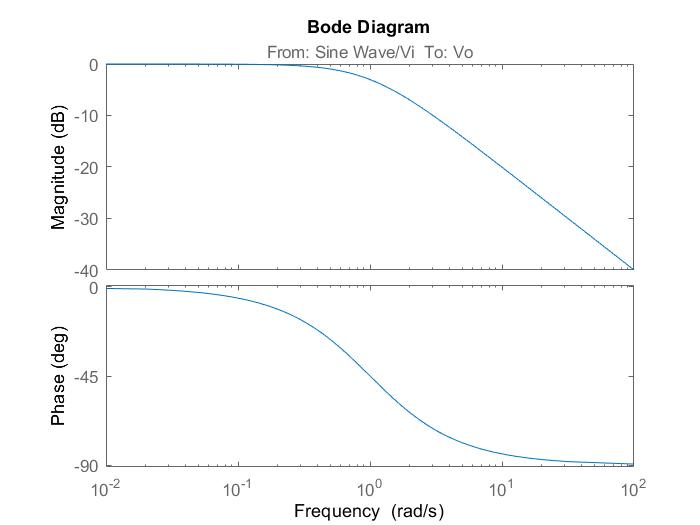 Bode Diagram
From: Sine Wave/Vi  To: Vo
Magnitude (dB)
0
-10
-20
-30
-40
Phase (deg)
0
-45
-90
10^-2
10^-1
10^0
10^1
10^2
Frequency  (rad/s)